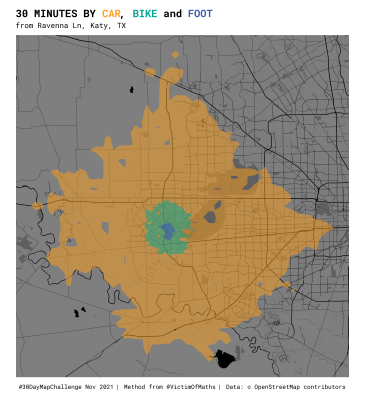 30 MINUTES BY CAR, BIKE and FOOT
from Ravenna Ln, Katy, TX
#30DayMapChallenge Nov 2021 | Method from @VictimOfMaths | Data: © OpenStreetMap contributors